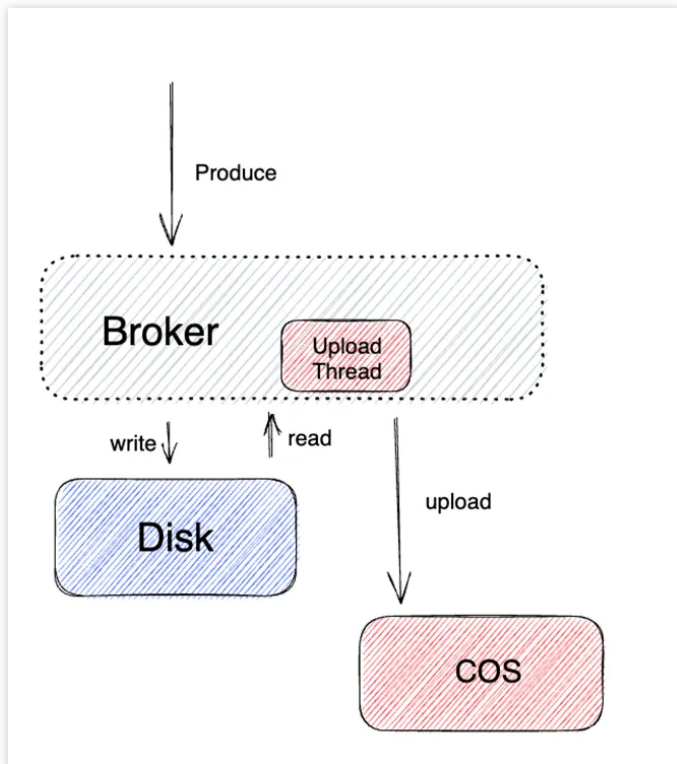 Produce
Broker
Upload
Thread
write
read
Disk
upload
COS